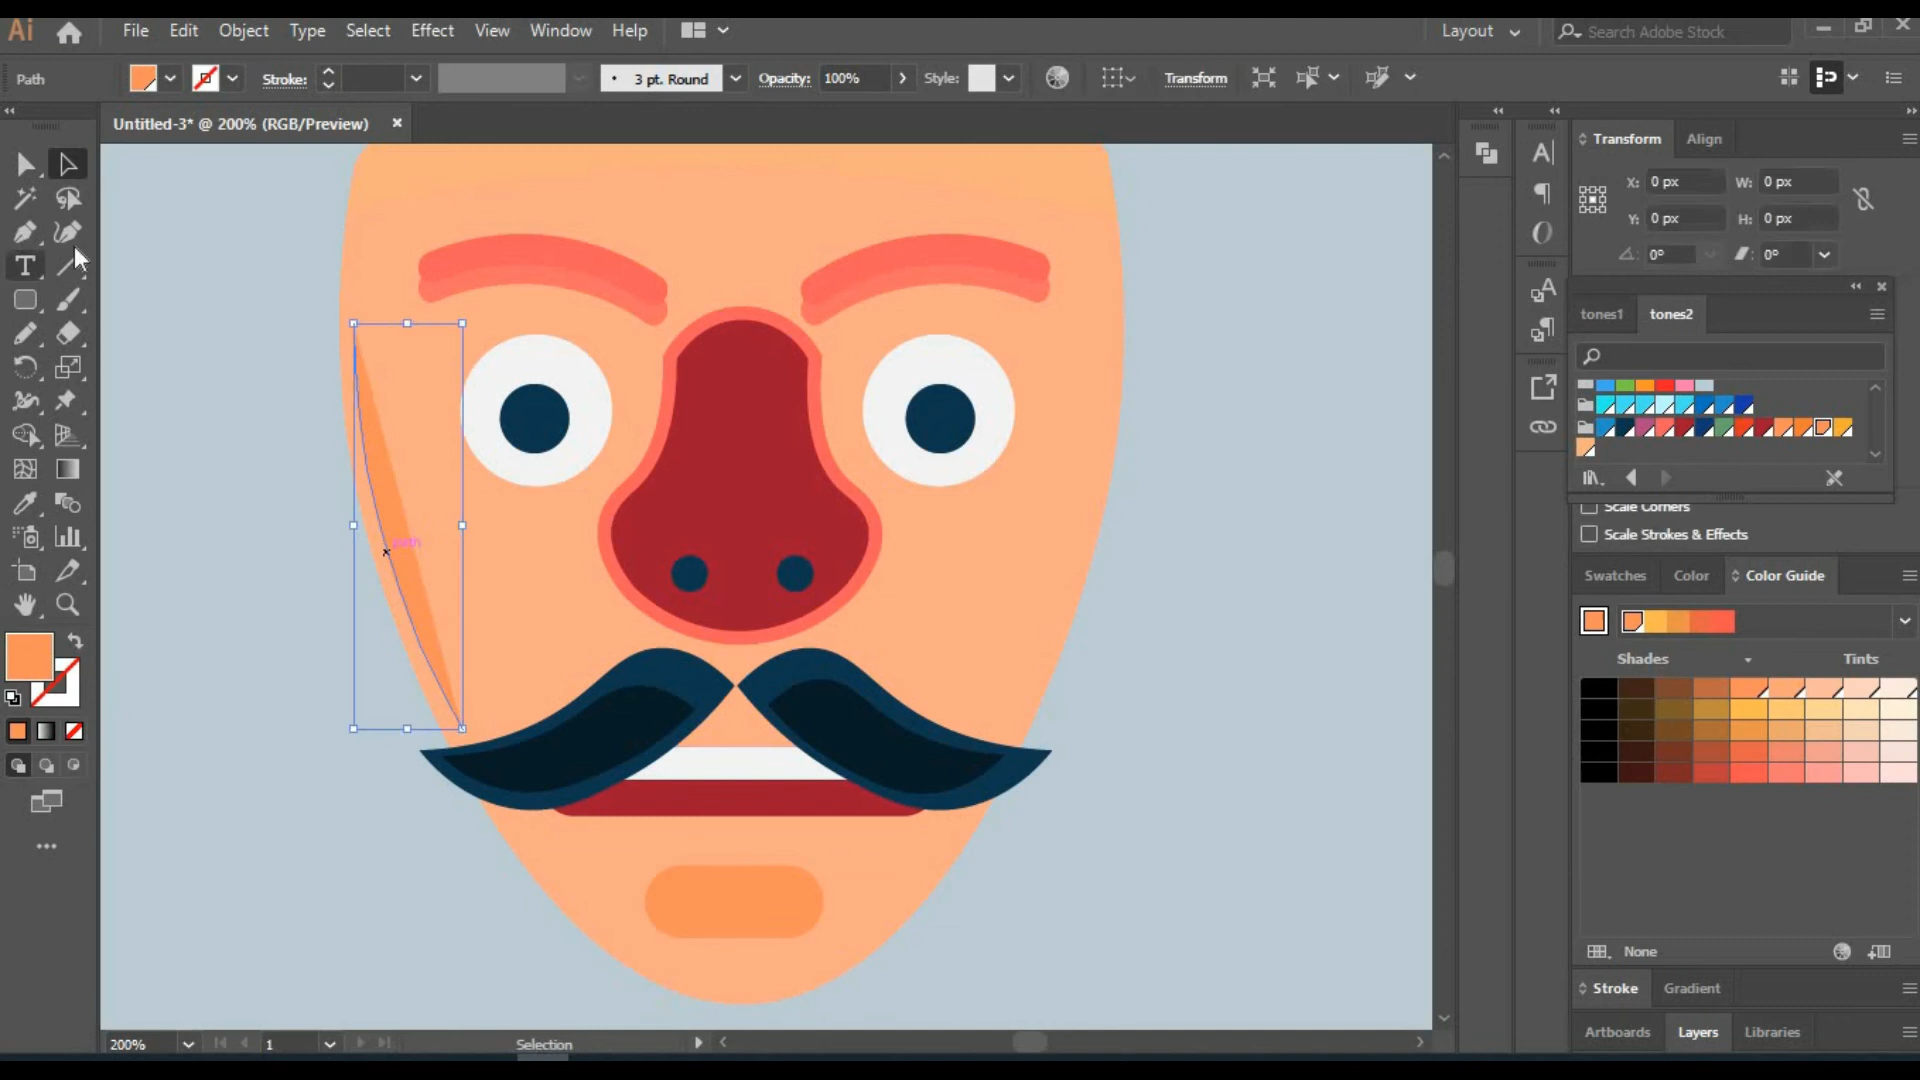 Ai File Edit Object Type Select Effect View Window Help Layout Search Adobe Stock
Path Stroke: 3 pt. Round Opacity: 100% Style: Transform
Untitled-3* @ 200% (RGB/Preview)
Transform Align
X: 0 px W: 0 px
Y: 0 px H: 0 px
0° 0°
tones1 tones2
Scale Corners
Scale Strokes & Effects
path
Swatches Color Color Guide
Shades Tints
None
Stroke Gradient
Artboards Layers Libraries
200% 1 Selection